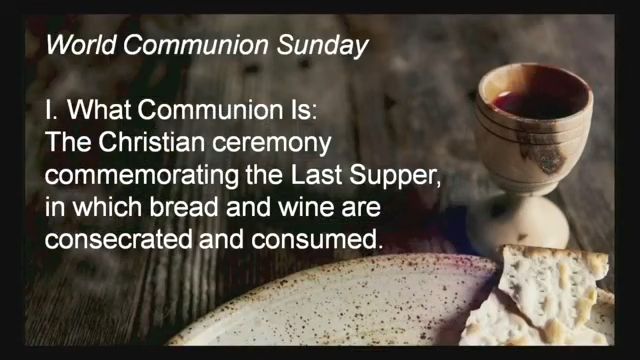 World Communion Sunday
I. What Communion Is:
The Christian ceremony
commemorating the Last Supper,
in which bread and wine are
consecrated and consumed.